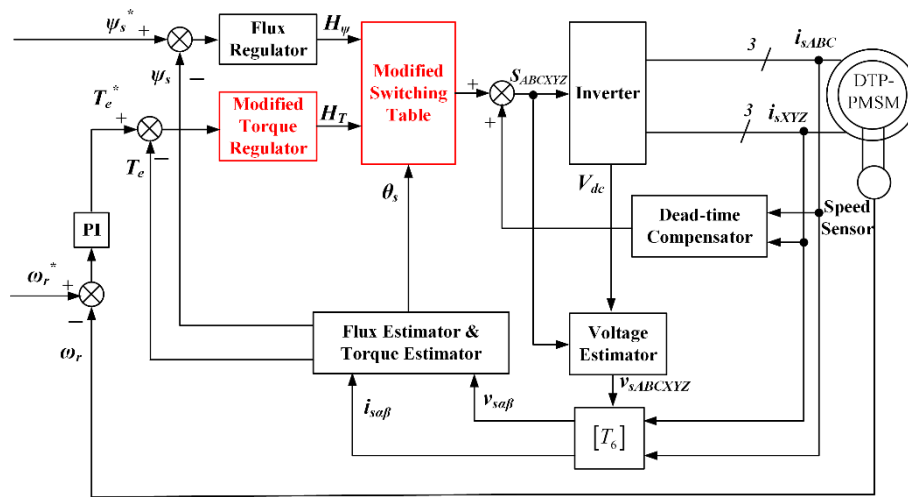 ψs*
+
−
ψs
Flux
Regulator
Hψ
Te*
+
−
Te
Modified
Torque
Regulator
HT
Modified
Switching
Table
+
+
SABCXYZ
Inverter
3
isABC
3
isXYZ
DTP-
PMSM
Speed
Sensor
Vdc
Dead-time
Compensator
θs
PI
ωr*
+
−
ωr
Flux Estimator &
Torque Estimator
Voltage
Estimator
vsABCXYZ
isαβ
vsαβ
[T6]